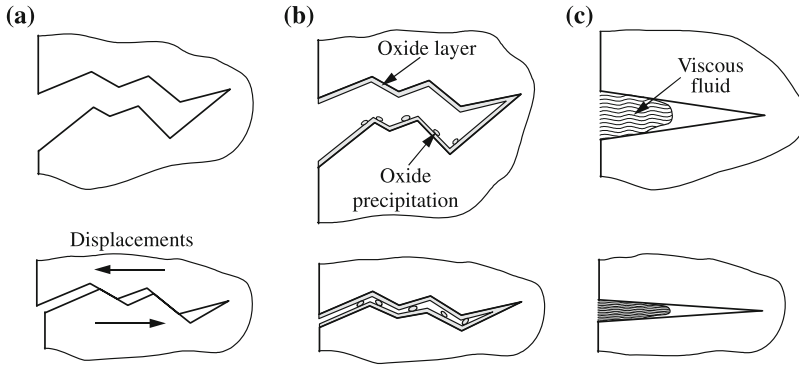 (a)
(b)
(c)
Oxide layer
Viscous
fluid
Oxide
precipitation
Displacements